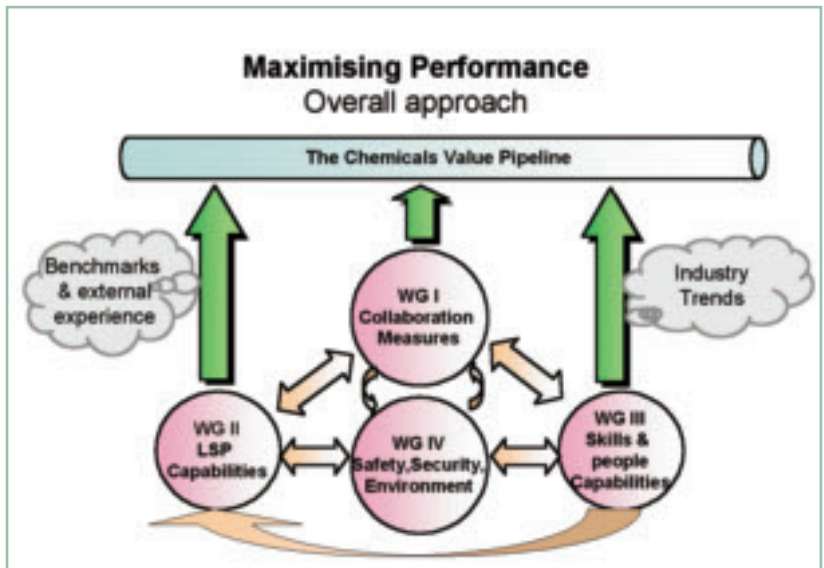 Maximising Performance
Overall approach
The Chemicals Value Pipeline
Benchmarks
& external
experience
Industry
Trends
WG I
Collaboration
Measures
WG II
LSP
Capabilities
WG IV
Safety,Security,
Environment
WG III
Skills &
people
Capabilities